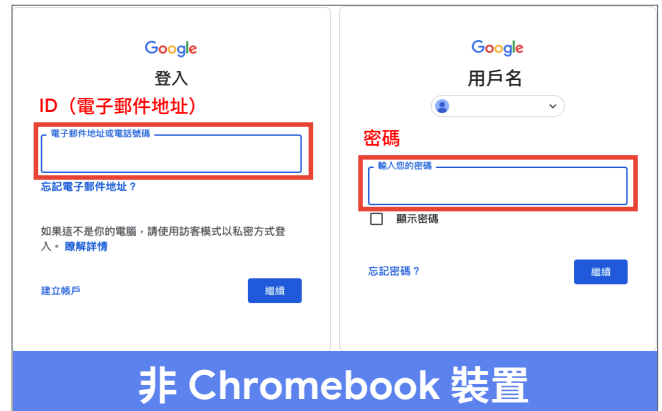 Google
登入
ID（電子郵件地址）
電子郵件地址或電話號碼
忘記電子郵件地址？
如果這不是你的電腦，請使用訪客模式以私密方式登
入。瞭解詳情
建立帳戶
繼續
Google
用戶名
密碼
輸入您的密碼
顯示密碼
忘記密碼？
繼續
非 Chromebook 裝置